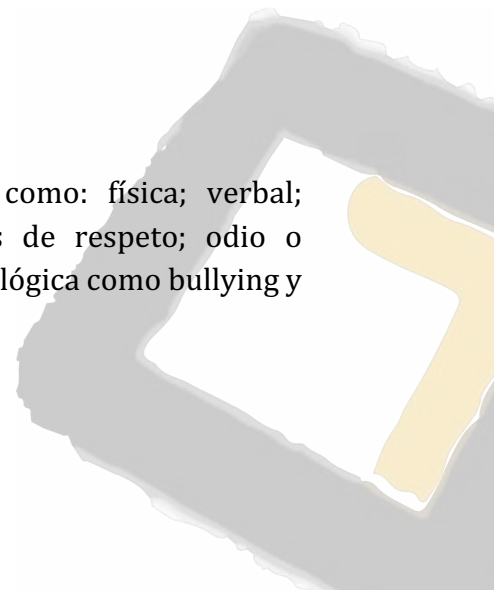 como: física; verbal;
de respeto; odio o
lógica como bullying y